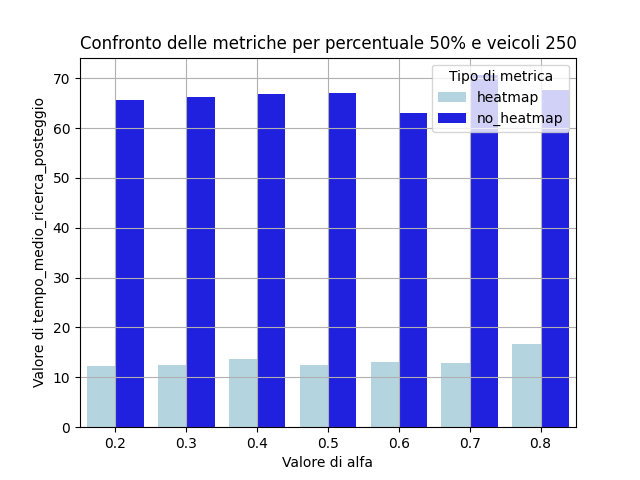 Confronto delle metriche per percentuale 50% e veicoli 250
Tipo di metrica
heatmap
no_heatmap
Valore di tempo_medio_ricerca_posteggio
70
60
50
40
30
20
10
0
0.2 0.3 0.4 0.5 0.6 0.7 0.8
Valore di alfa